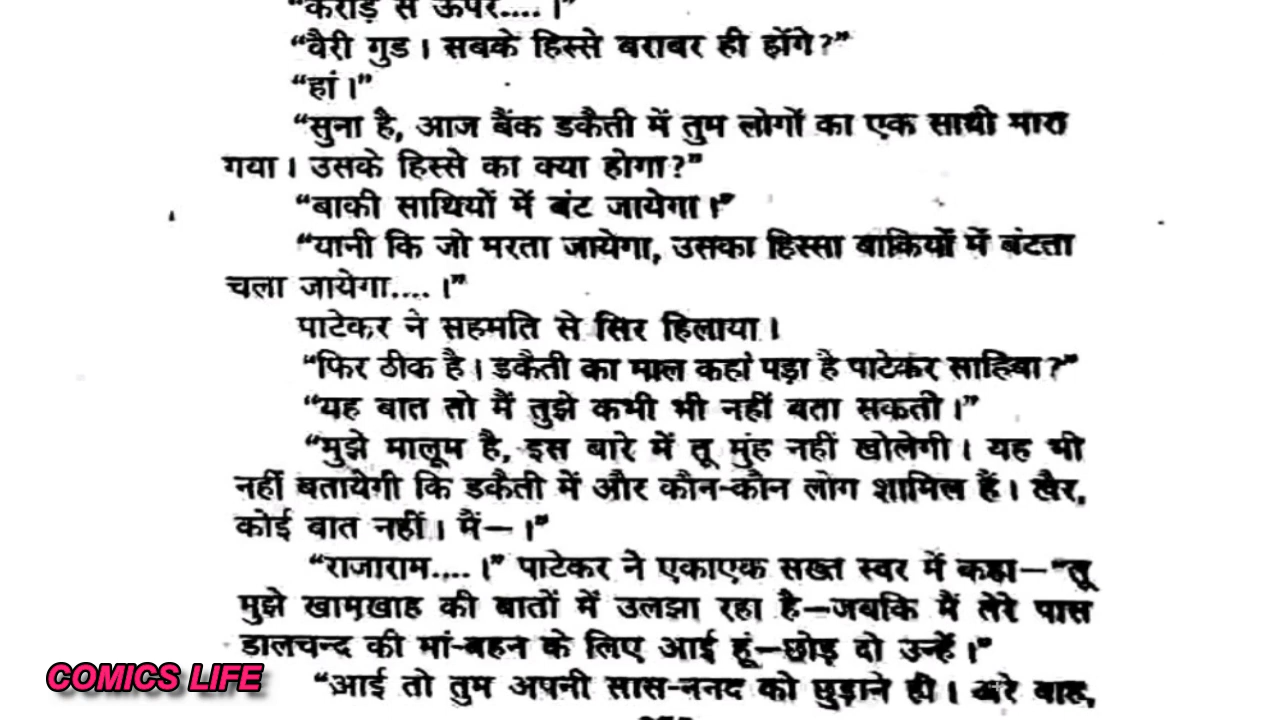 “करोड़ से ऊपर....।”
“वैरी गुड। सबके हिस्से बराबर ही होंगे?”
“हां।”
“सुना है, आज बैंक डकैती में तुम लोगों का एक साथी मारा
गया। उसके हिस्से का क्या होगा?”
“बाकी साथियों में बंट जायेगा।”
“यानी कि जो मरता जायेगा, उसका हिस्सा बाकियों में बंटता
चला जायेगा....।”
पाटेकर ने सहमति से सिर हिलाया।
“फिर ठीक है। डकैती का माल कहां पड़ा है पाटेकर साहिबा?”
“यह बात तो मैं तुझे कभी भी नहीं बता सकती।”
“मुझे मालूम है, इस बारे में तू मुंह नहीं खोलेगी। यह भी
नहीं बतायेगी कि डकैती में और कौन-कौन लोग शामिल हैं। खैर,
कोई बात नहीं। मैं—।”
“राजाराम....।” पाटेकर ने एकाएक सख्त स्वर में कहा—“तू
मुझे खामखाह की बातों में उलझा रहा है—जबकि मैं तेरे पास
डालचन्द की मां-बहन के लिए आई हूं—छोड़ दो उन्हें।”
“आई तो तुम अपनी सास-ननद को छुड़ाने ही। अरे वाह,
COMICS LIFE